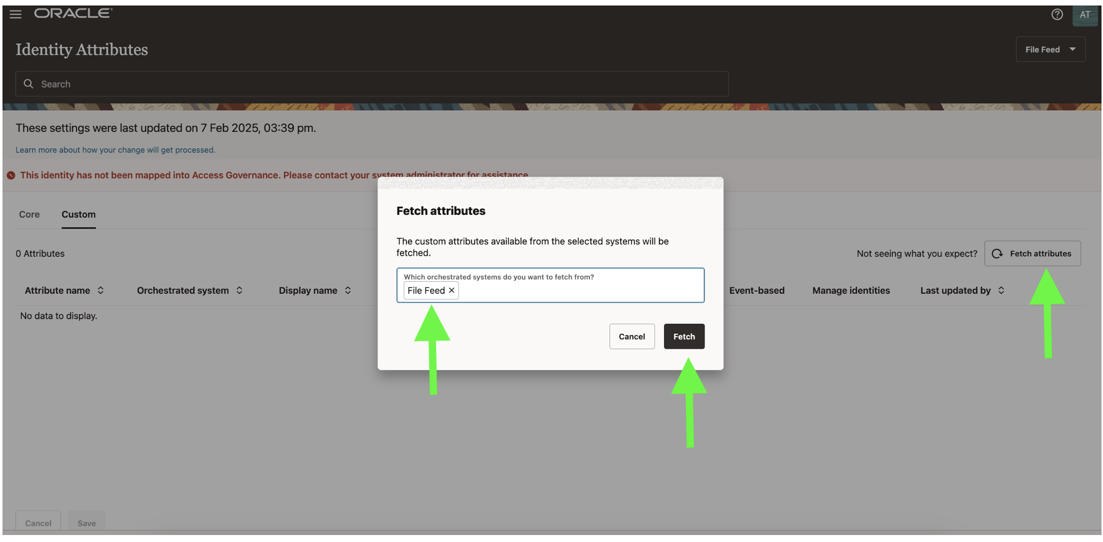 ORACLE
AT
Identity Attributes
File Feed
Search
These settings were last updated on 7 Feb 2025, 03:39 pm.
Learn more about how your change will get processed.
This identity has not been mapped into Access Governance. Please contact your system administrator for assistance
Core
Custom
0 Attributes
Not seeing what you expect?
Fetch attributes
Attribute name
Orchestrated system
Display name
Event-based
Manage identities
Last updated by
No data to display.
Fetch attributes
The custom attributes available from the selected systems will be
fetched.
Which orchestrated systems do you want to fetch from?
File Feed
Cancel
Fetch
Cancel
Save